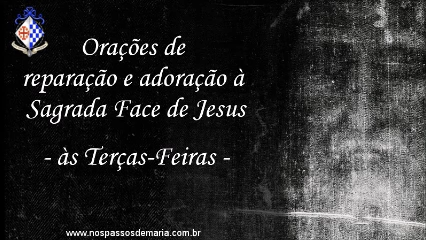 Orações de
reparação e adoração à
Sagrada Face de Jesus
- às Terças-Feiras -
www.nospassosdemaria.com.br